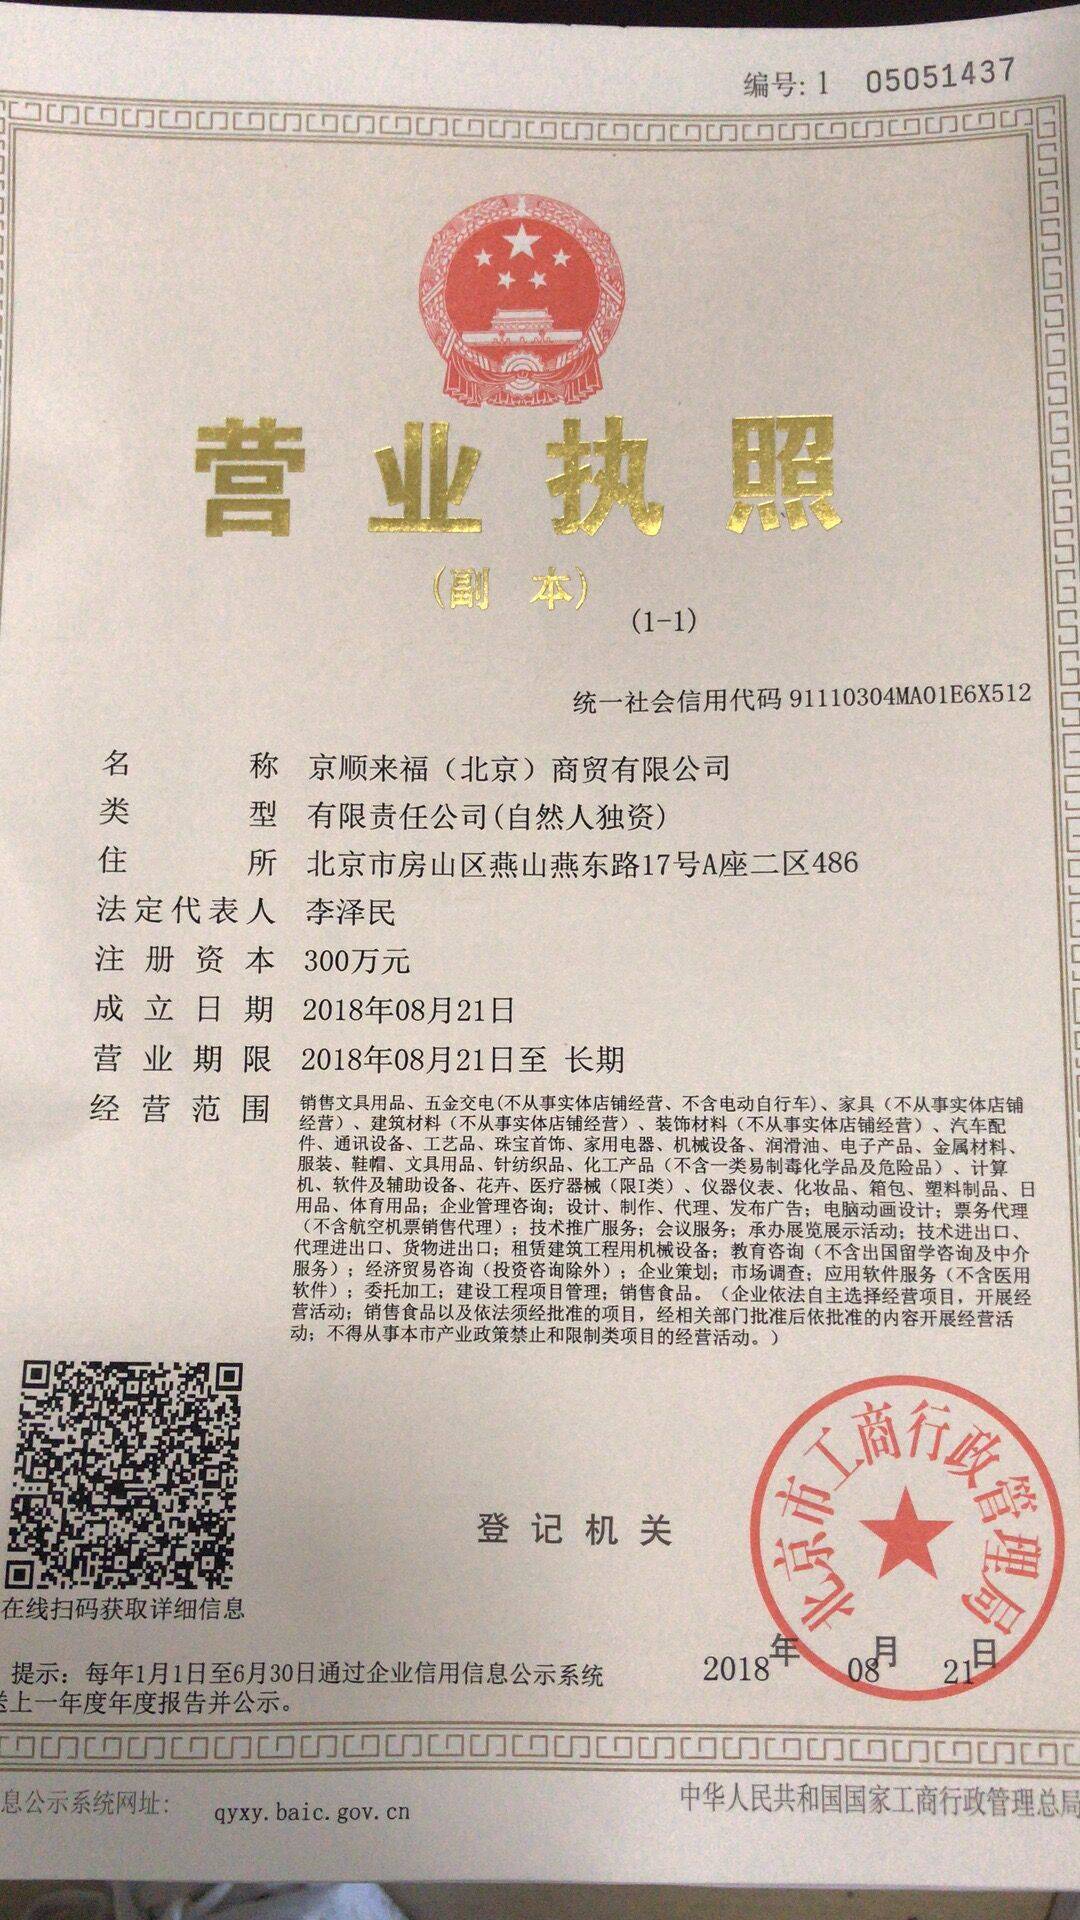 编号: 1 05051437
营业执照
(副 本)
(1-1)
统一社会信用代码 91110304MA01E6X512
名 称 京顺来福（北京）商贸有限公司
类 型 有限责任公司(自然人独资)
住 所 北京市房山区燕山燕东路17号A座二区486
法定代表人 李泽民
注 册 资 本 300万元
成 立 日 期 2018年08月21日
营 业 期 限 2018年08月21日至 长期
经 营 范 围 销售文具用品、五金交电(不从事实体店铺经营、不含电动自行车)、家具（不从事实体店铺
经营）、建筑材料（不从事实体店铺经营）、装饰材料（不从事实体店铺经营）、汽车配
件、通讯设备、工艺品、珠宝首饰、家用电器、机械设备、润滑油、电子产品、金属材料、
服装、鞋帽、文具用品、针纺织品、化工产品（不含一类易制毒化学品及危险品）、计算
机、软件及辅助设备、花卉、医疗器械（限I类）、仪器仪表、化妆品、箱包、塑料制品、日
用品、体育用品；企业管理咨询；设计、制作、代理、发布广告；电脑动画设计；票务代理
（不含航空机票销售代理）；技术推广服务；会议服务；承办展览展示活动；技术进出口、
代理进出口、货物进出口；租赁建筑工程用机械设备；教育咨询（不含出国留学咨询及中介
服务）；经济贸易咨询（投资咨询除外）；企业策划；市场调查；应用软件服务（不含医用
软件）；委托加工；建设工程项目管理；销售食品。（企业依法自主选择经营项目，开展经
营活动；销售食品以及依法须经批准的项目，经相关部门批准后依批准的内容开展经营活
动；不得从事本市产业政策禁止和限制类项目的经营活动。）
在线扫码获取详细信息
登 记 机 关
北京市工商行政管理局
2018年 08月 21日
提示：每年1月1日至6月30日通过企业信用信息公示系统
送上一年度年度报告并公示。
息公示系统网址： qyxy.baic.gov.cn
中华人民共和国国家工商行政管理总局